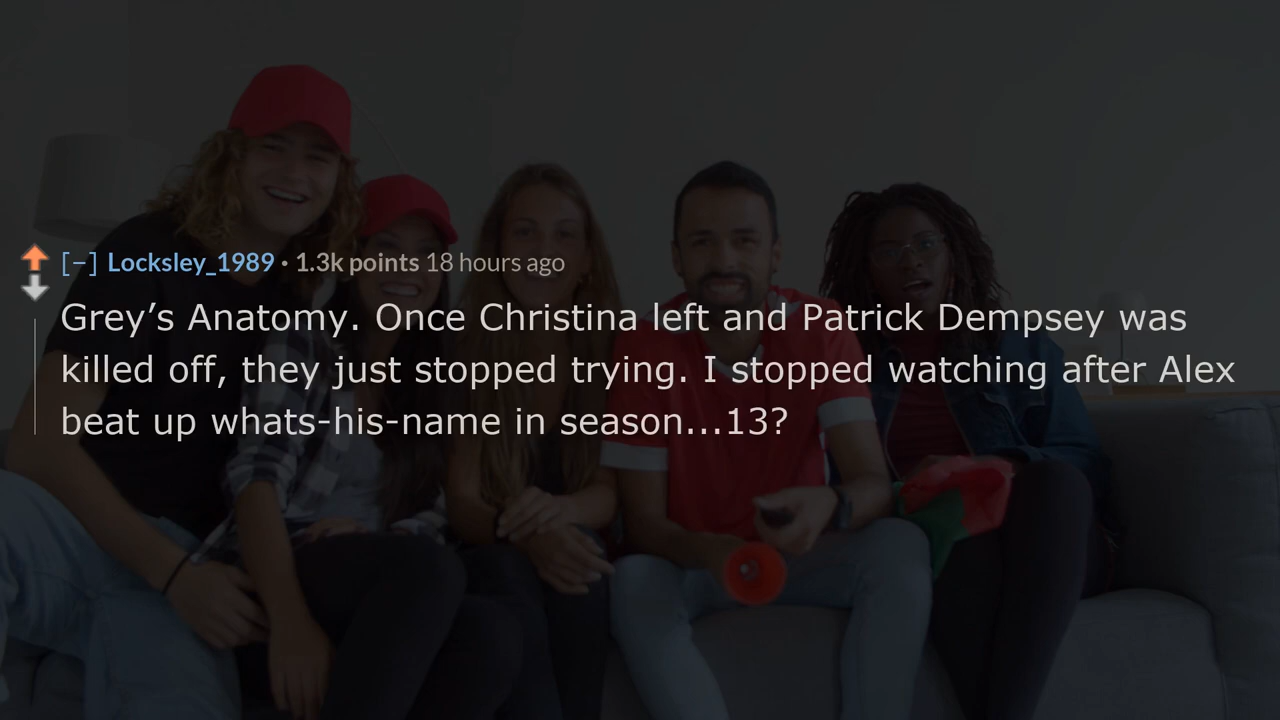 [–] Locksley_1989 • 1.3k points 18 hours ago
Grey’s Anatomy. Once Christina left and Patrick Dempsey was
killed off, they just stopped trying. I stopped watching after Alex
beat up whats-his-name in season...13?